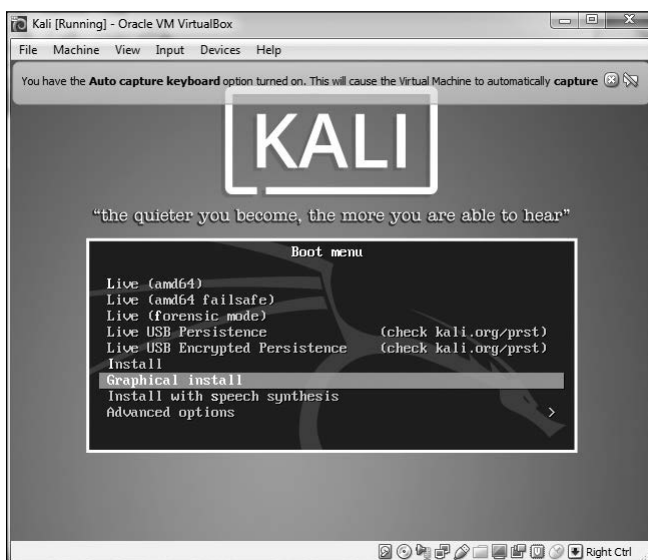 Kali [Running] - Oracle VM VirtualBox
File Machine View Input Devices Help
You have the Auto capture keyboard option turned on. This will cause the Virtual Machine to automatically capture
KALI
“the quieter you become, the more you are able to hear”
Boot menu
Live (amd64)
Live (amd64 failsafe)
Live (forensic mode)
Live USB Persistence (check kali.org/prst)
Live USB Encrypted Persistence (check kali.org/prst)
Install
Graphical install
Install with speech synthesis
Advanced options >
Right Ctrl